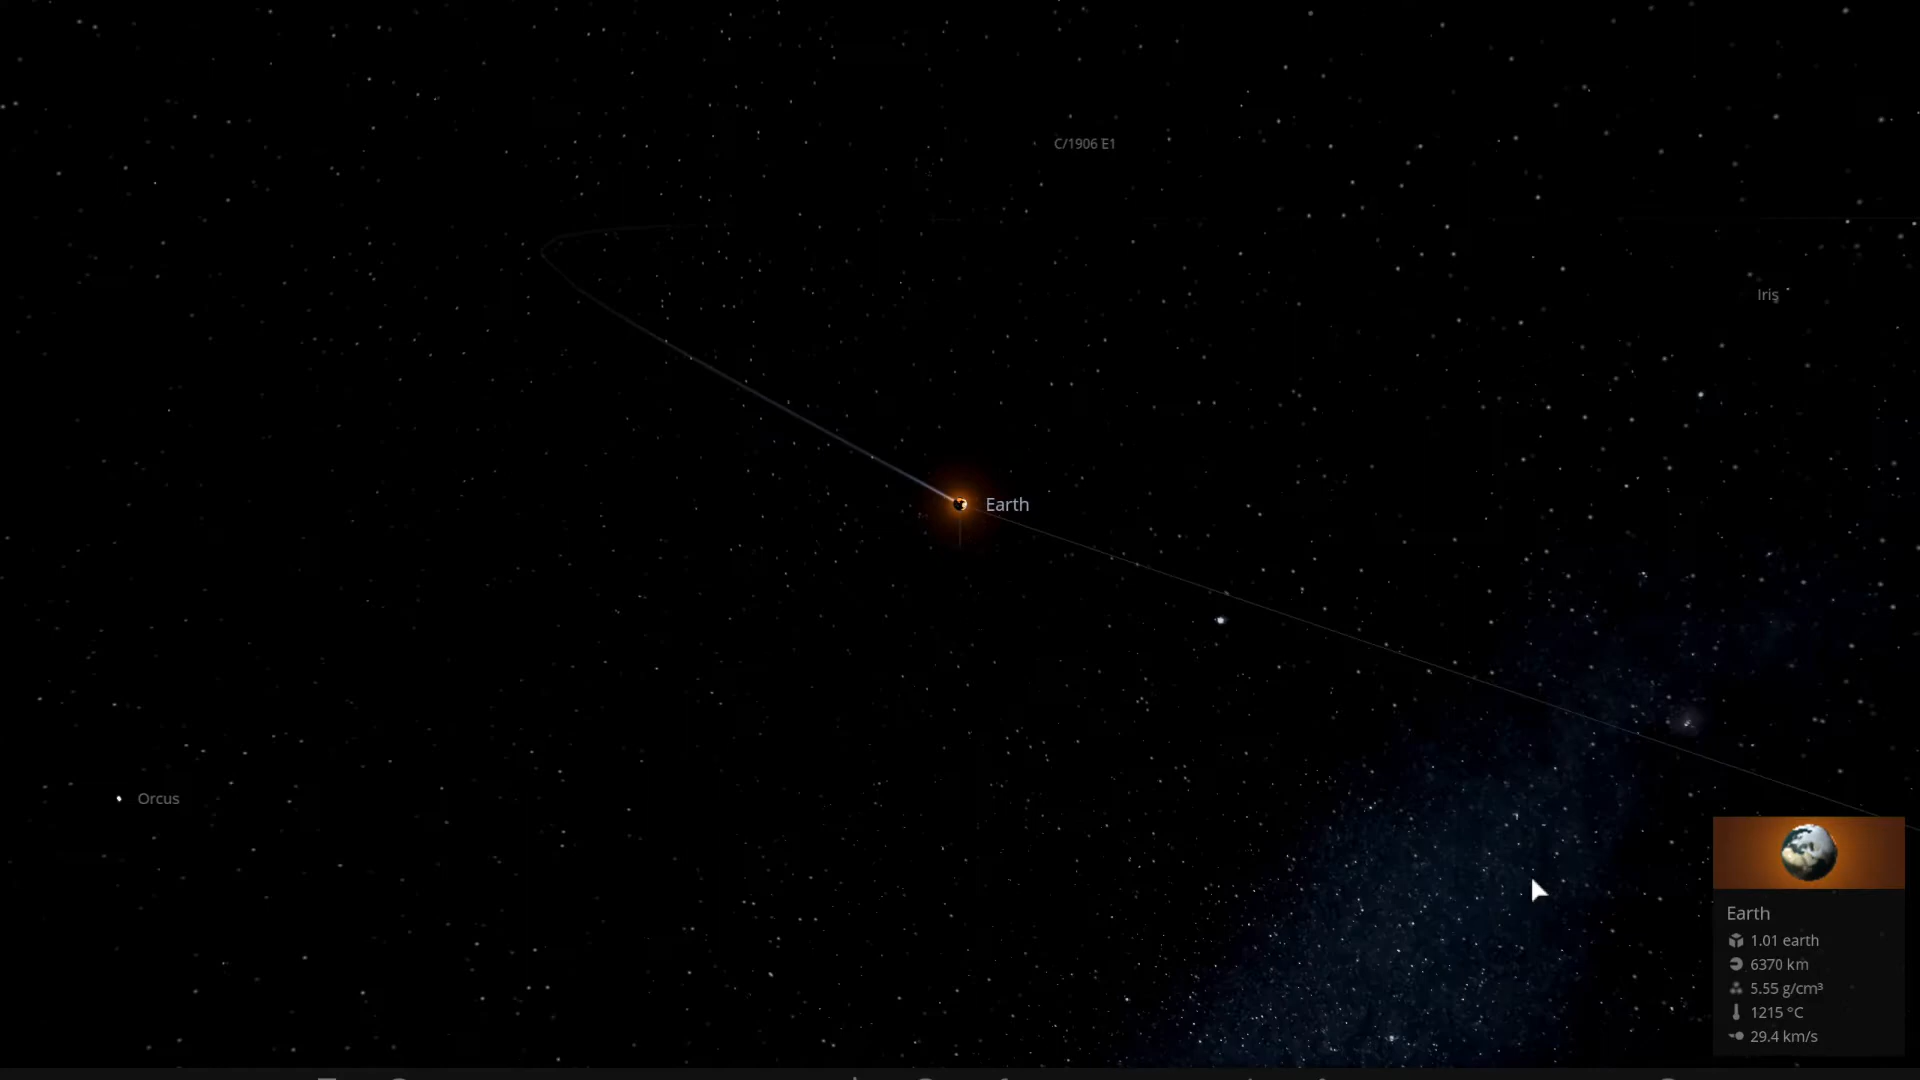 C/1906 E1
Iris
Earth
Orcus
Earth
1.01 earth
6370 km
5.55 g/cm³
1215 °C
29.4 km/s